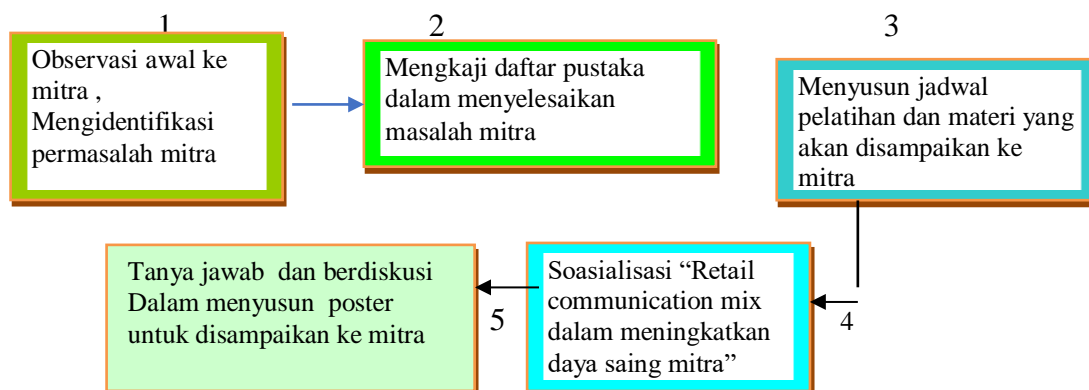 1
Observasi awal ke
mitra ,
Mengidentifikasi
permasalah mitra
2
Mengkaji daftar pustaka
dalam menyelesaikan
masalah mitra
3
Menyusun jadwal
pelatihan dan materi yang
akan disampaikan ke
mitra
4
Soasialisasi “Retail
communication mix
dalam meningkatkan
daya saing mitra”
5
Tanya jawab dan berdiskusi
Dalam menyusun poster
untuk disampaikan ke mitra